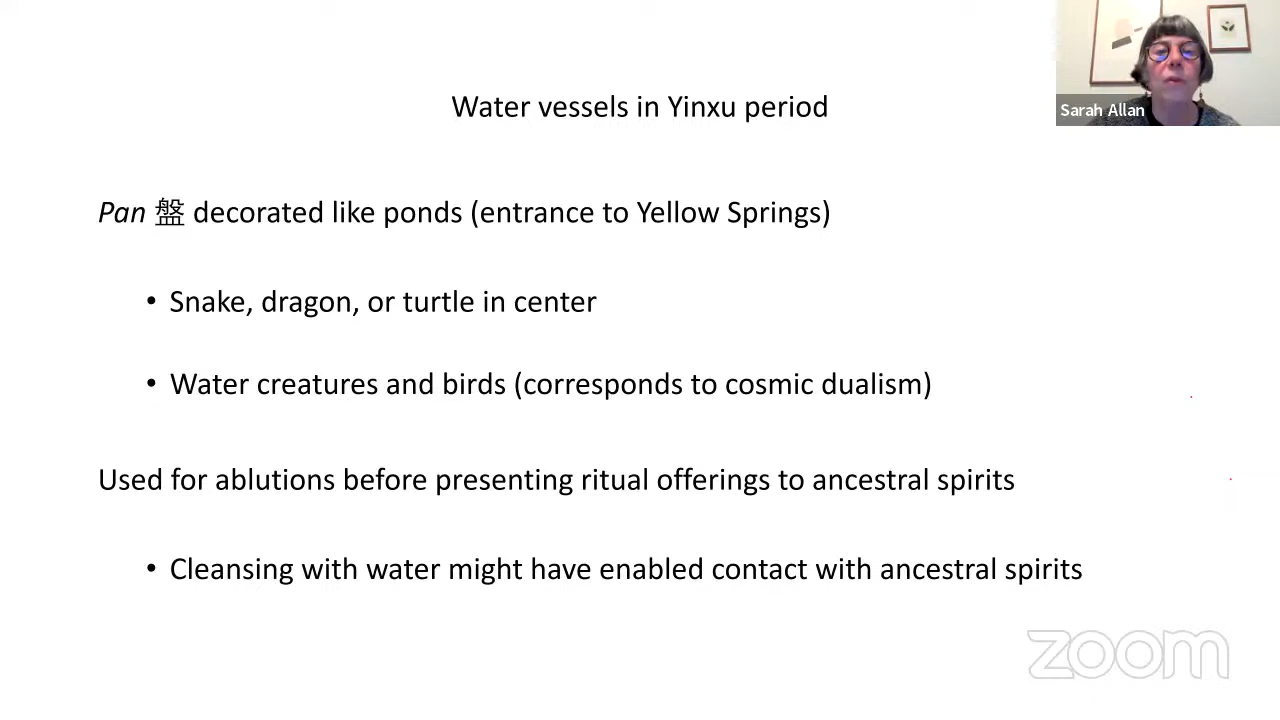 Water vessels in Yinxu period
Sarah Allan
Pan 盤 decorated like ponds (entrance to Yellow Springs)
• Snake, dragon, or turtle in center
• Water creatures and birds (corresponds to cosmic dualism)
Used for ablutions before presenting ritual offerings to ancestral spirits
• Cleansing with water might have enabled contact with ancestral spirits
zoom